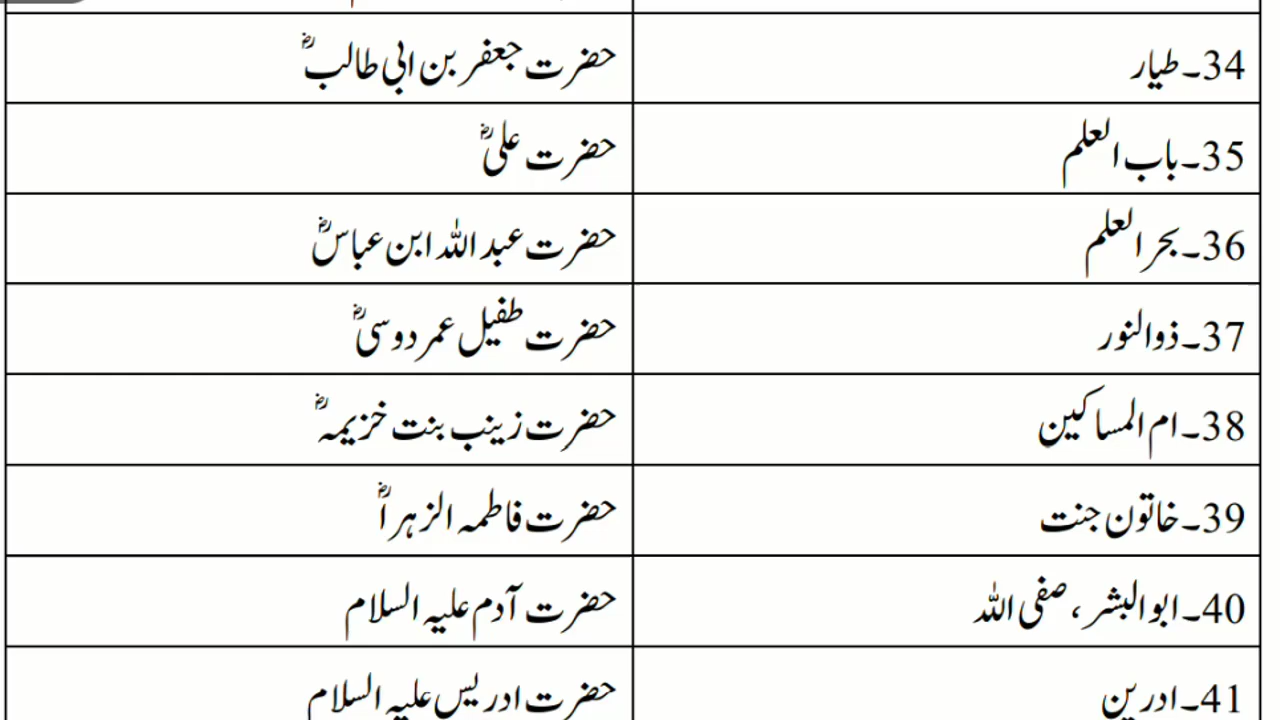 34۔طیار حضرت جعفر بن ابی طالبؓ
35۔باب العلم حضرت علیؓ
36۔بحر العلم حضرت عبد اللہ ابن عباسؓ
37۔ذوالنور حضرت طفیل عمر دوسیؓ
38۔ام المساکین حضرت زینب بنت خزیمہؓ
39۔خاتون جنت حضرت فاطمہ الزہراؓ
40۔ابو البشر، صفی اللہ حضرت آدم علیہ السلام
41۔ادرین حضرت ادریس علیہ السلام